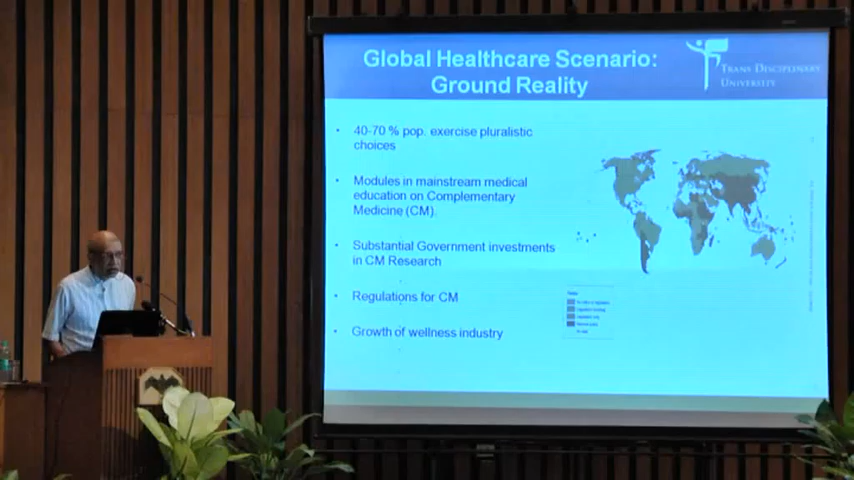 Global Healthcare Scenario:
Ground Reality
TRANS DISCIPLINARY
UNIVERSITY
• 40-70 % pop. exercise pluralistic
choices
• Modules in mainstream medical
education on Complementary
Medicine (CM)
• Substantial Government investments
in CM Research
• Regulations for CM
• Growth of wellness industry